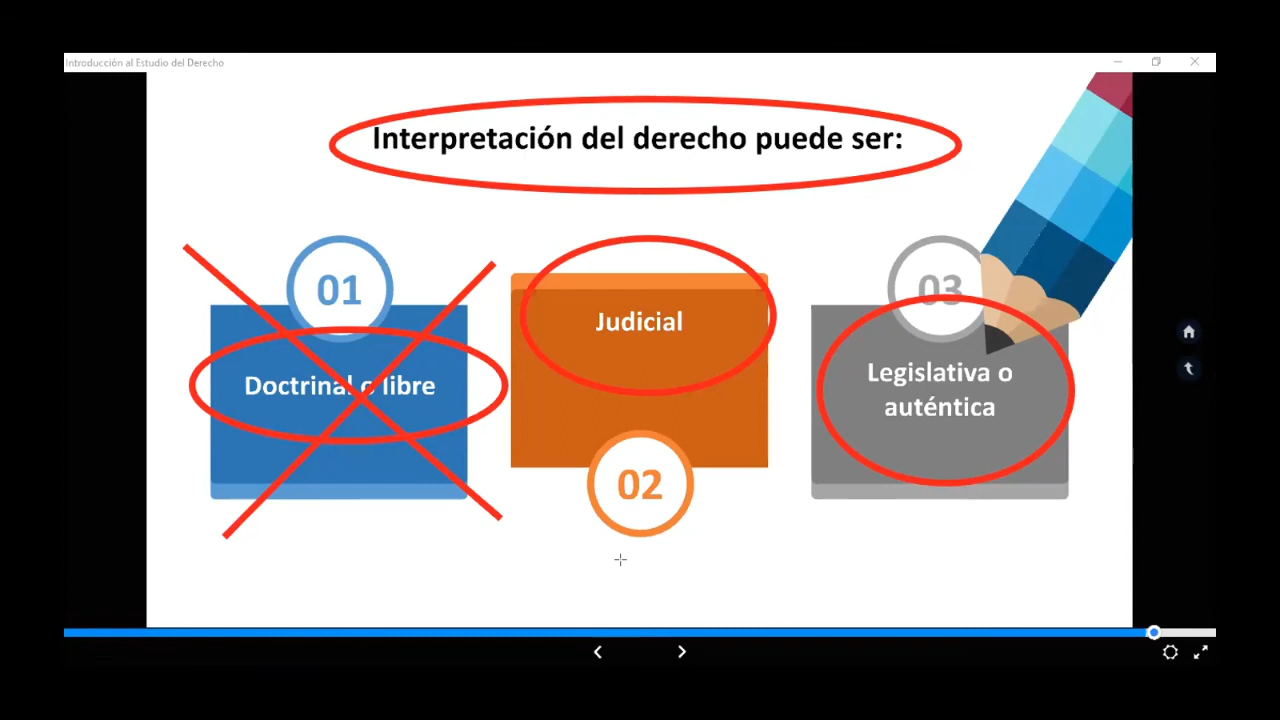 Introducción al Estudio del Derecho
Interpretación del derecho puede ser:
01
Doctrinal o libre
Judicial
02
03
Legislativa o
auténtica